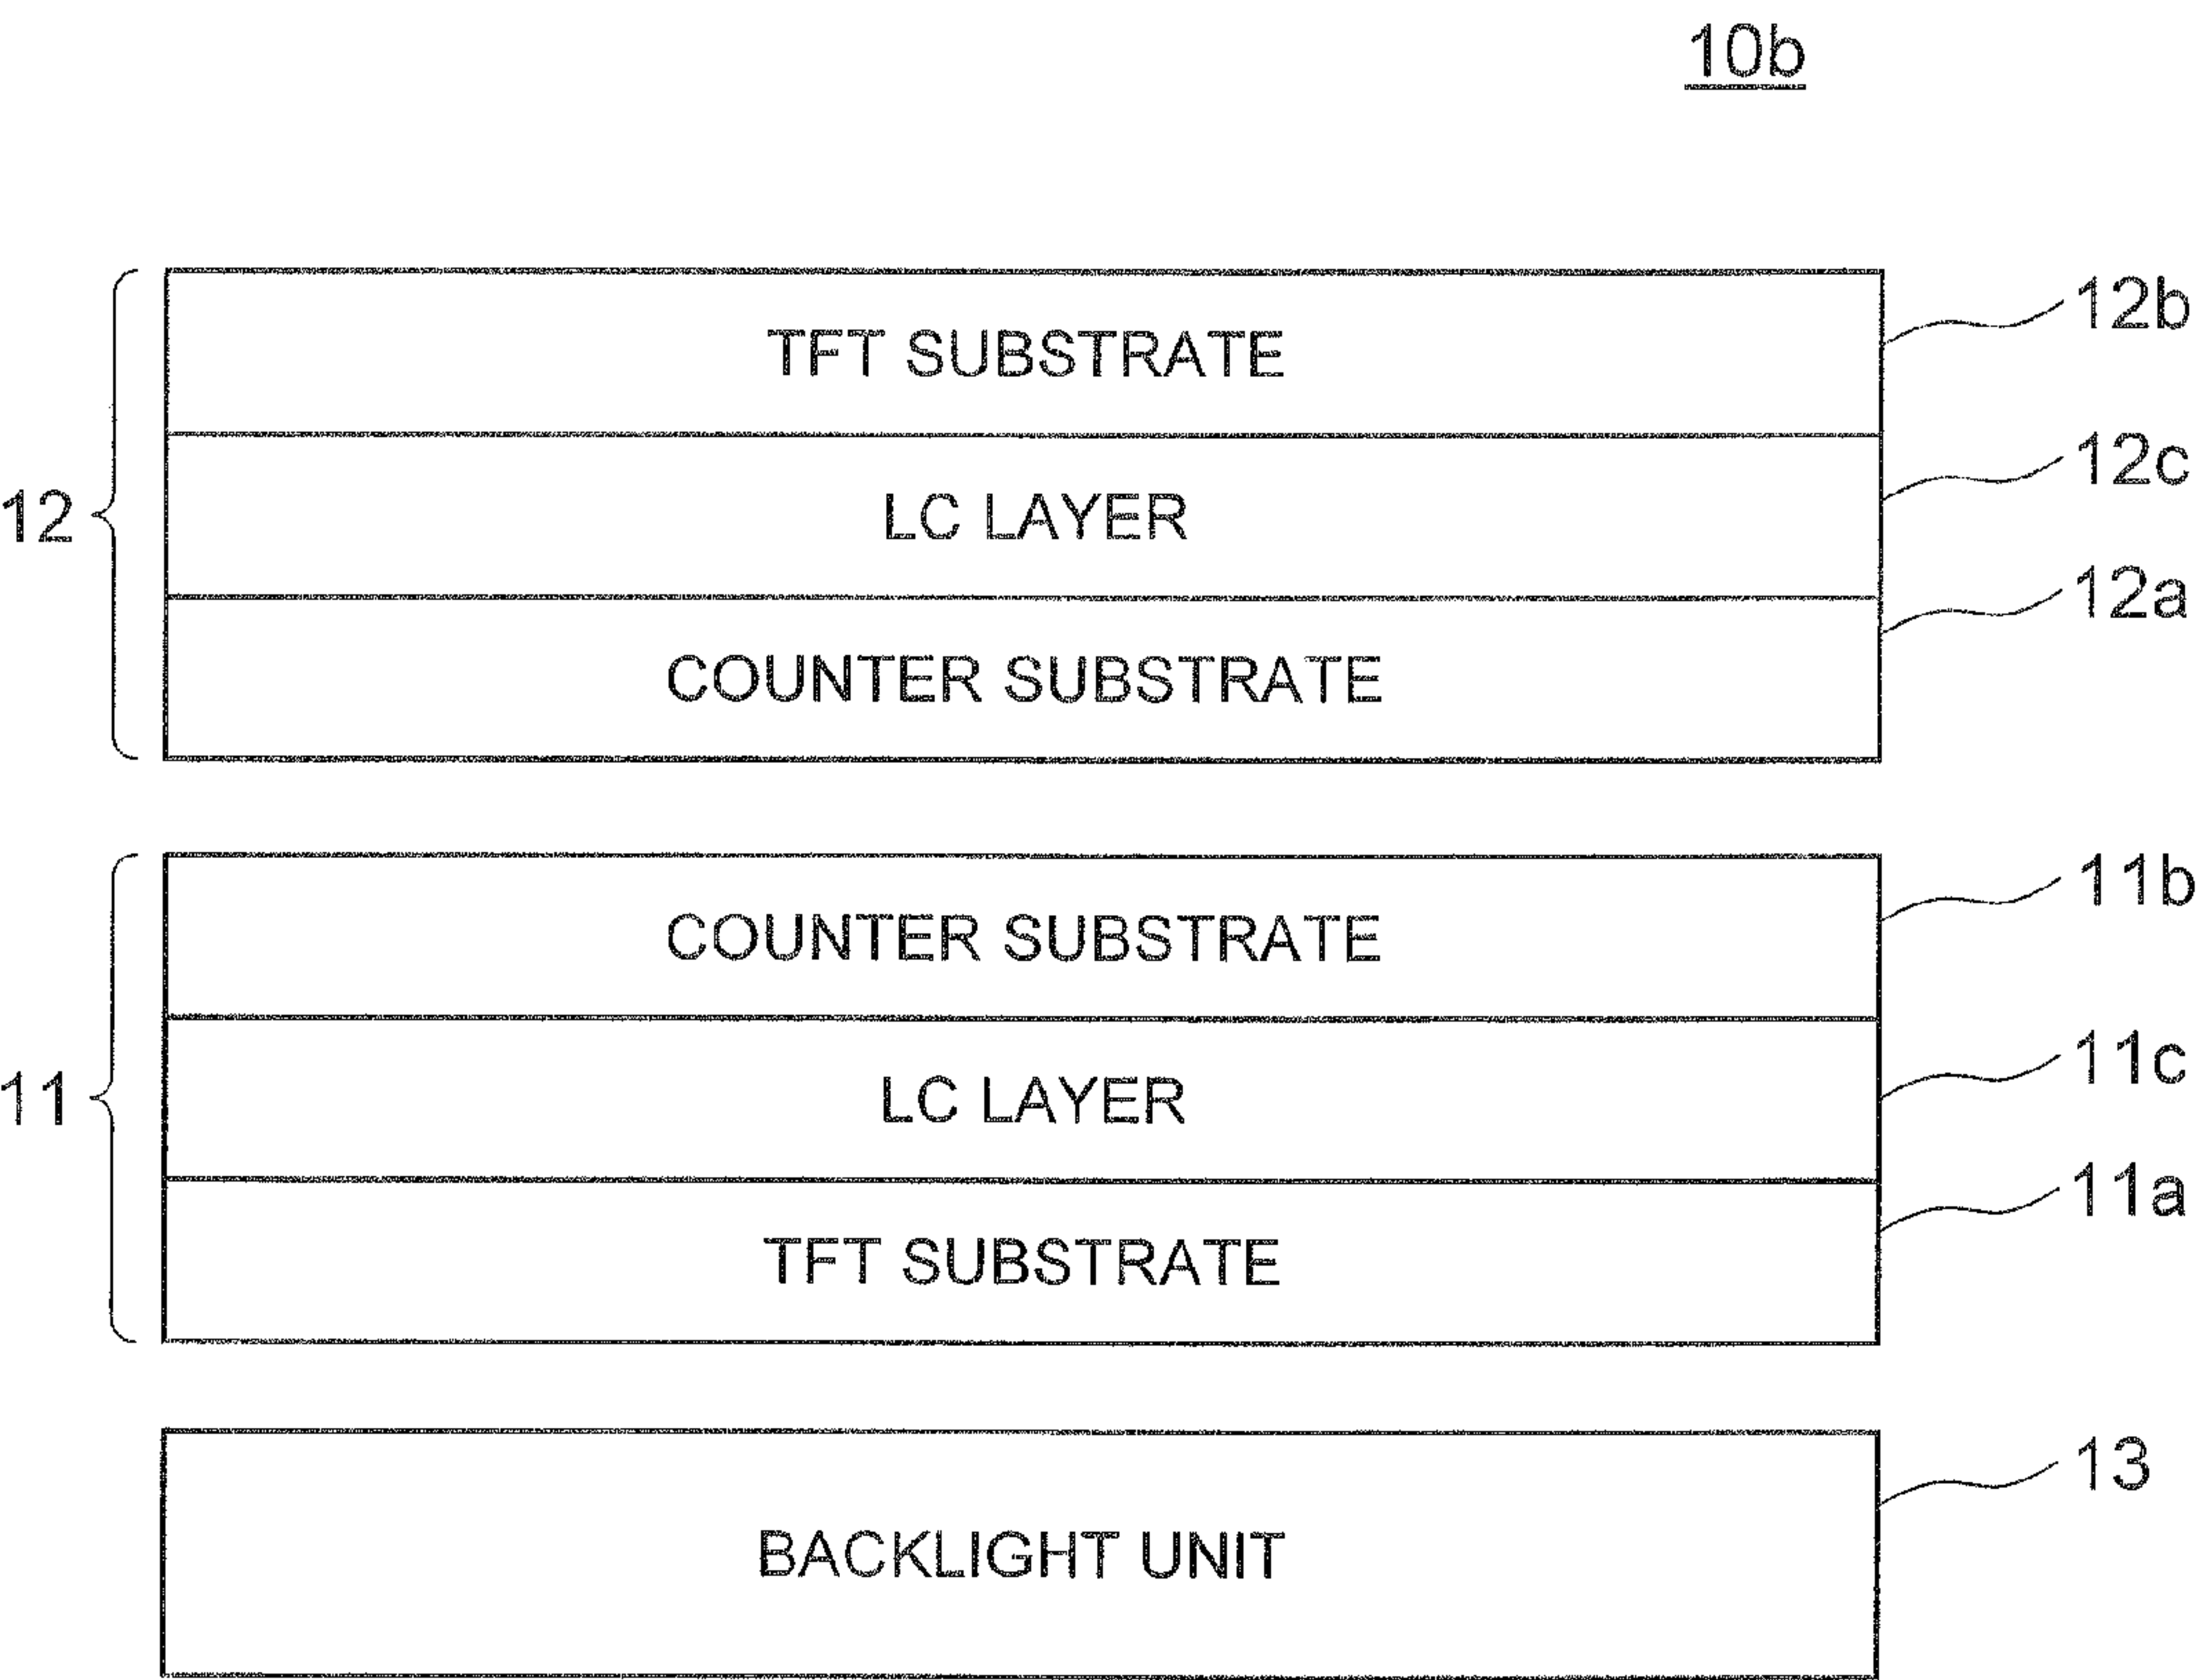 10b
TFT SUBSTRATE
12b
LC LAYER
12c
12
COUNTER SUBSTRATE
12a
COUNTER SUBSTRATE
11b
LC LAYER
11c
11
TFT SUBSTRATE
11a
BACKLIGHT UNIT
13